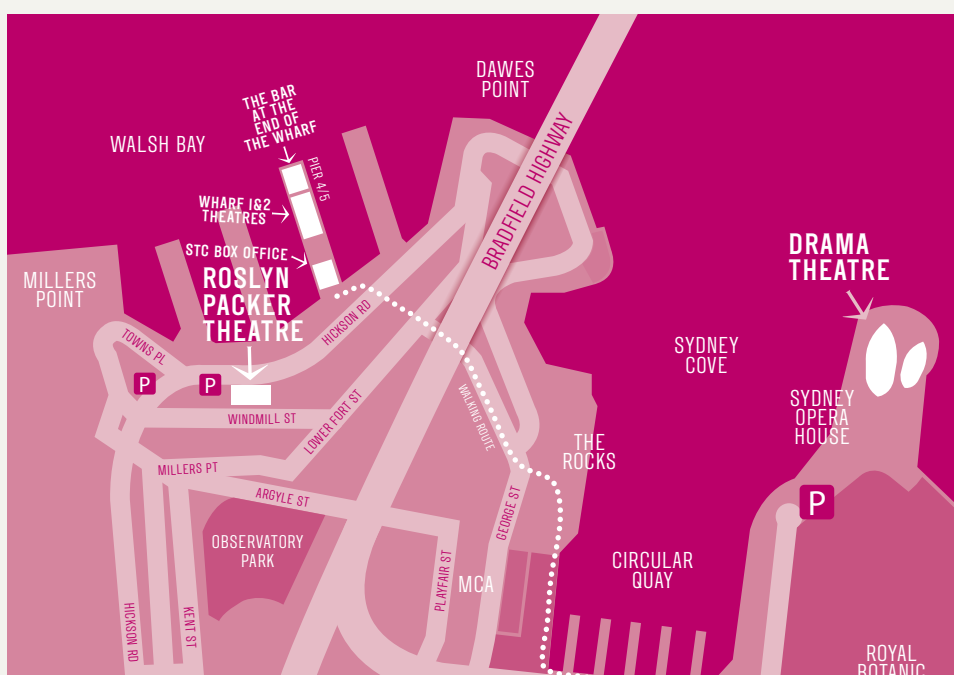 DAWES
POINT
THE BAR
AT THE
END OF
THE WHARF
WALSH BAY
PIER 4/5
BRADFIELD HIGHWAY
WHARF 1&2
THEATRES
STC BOX OFFICE
DRAMA
THEATRE
MILLERS
POINT
ROSLYN
PACKER
THEATRE
HICKSON RD
TOWNS PL
SYDNEY
COVE
P
P
WINDMILL ST
LOWER FORT ST
WALKING ROUTE
SYDNEY
OPERA
HOUSE
THE
ROCKS
MILLERS PT
ARGYLE ST
GEORGE ST
P
OBSERVATORY
PARK
PLAYFAIR ST
MCA
CIRCULAR
QUAY
HICKSON RD
KENT ST
ROYAL
BOTANIC